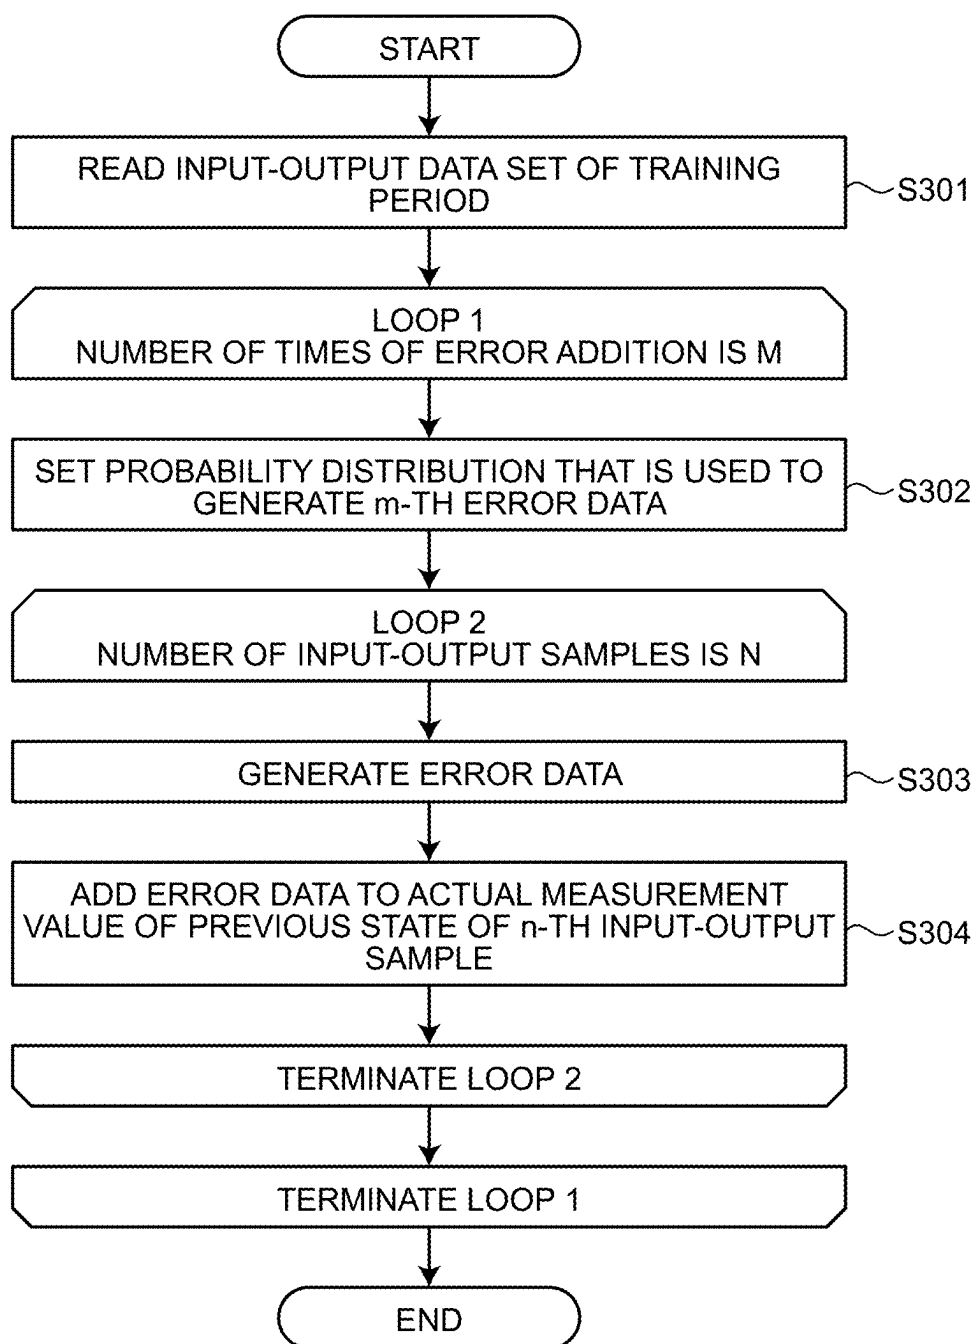 START
READ INPUT-OUTPUT DATA SET OF TRAINING
PERIOD
S301
LOOP 1
NUMBER OF TIMES OF ERROR ADDITION IS M
SET PROBABILITY DISTRIBUTION THAT IS USED TO
GENERATE m-TH ERROR DATA
S302
LOOP 2
NUMBER OF INPUT-OUTPUT SAMPLES IS N
GENERATE ERROR DATA
S303
ADD ERROR DATA TO ACTUAL MEASUREMENT
VALUE OF PREVIOUS STATE OF n-TH INPUT-OUTPUT
SAMPLE
S304
TERMINATE LOOP 2
TERMINATE LOOP 1
END